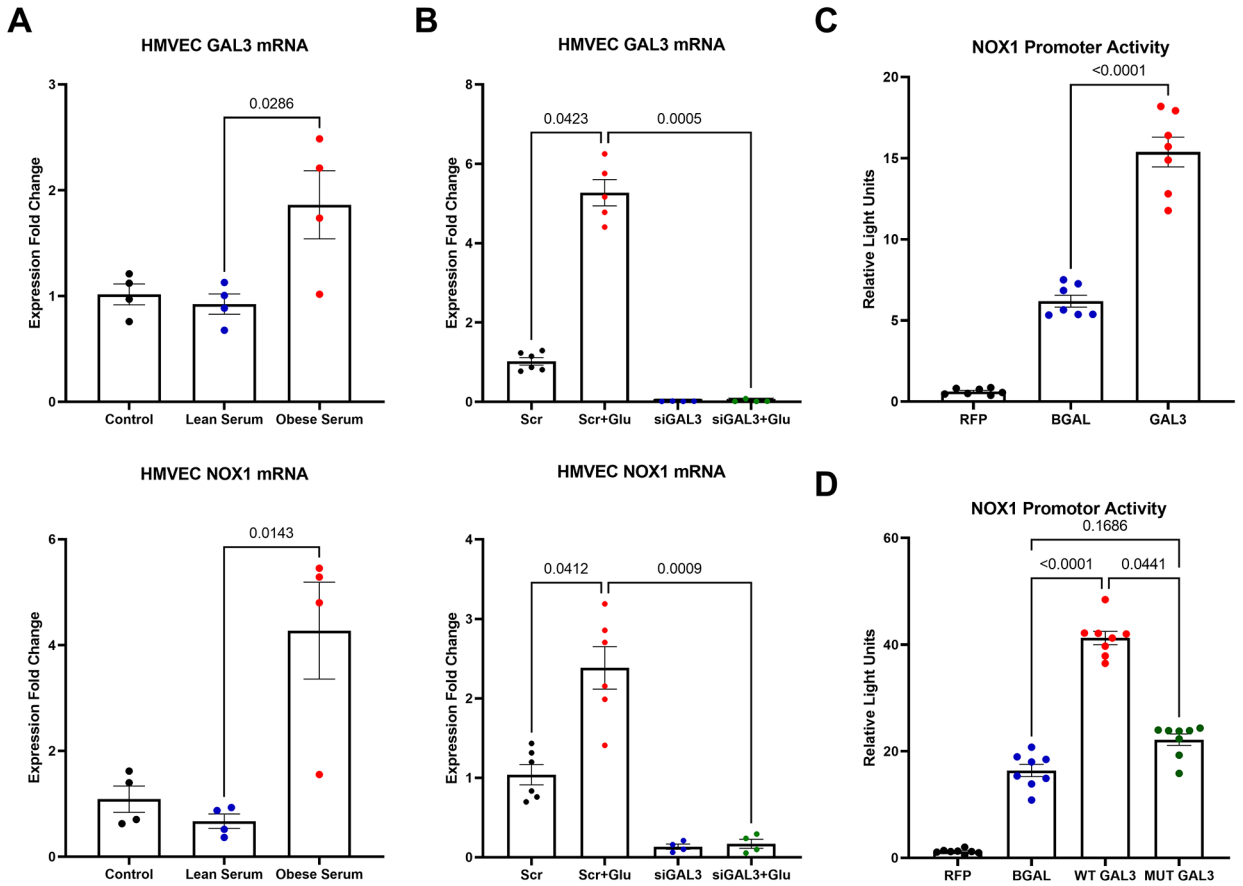 A
HMVEC GAL3 mRNA
Expression Fold Change
3
2
1
0
0.0286
Control Lean Serum Obese Serum
HMVEC NOX1 mRNA
Expression Fold Change
6
4
2
0
0.0143
Control Lean Serum Obese Serum
B
HMVEC GAL3 mRNA
Expression Fold Change
8
6
4
2
0
0.0423 0.0005
Scr Scr+Glu siGAL3 siGAL3+Glu
HMVEC NOX1 mRNA
Expression Fold Change
4
3
2
1
0
0.0412 0.0009
Scr Scr+Glu siGAL3 siGAL3+Glu
C
NOX1 Promoter Activity
Relative Light Units
20
15
10
5
0
<0.0001
RFP BGAL GAL3
D
NOX1 Promotor Activity
Relative Light Units
60
40
20
0
0.1686
<0.0001 0.0441
RFP BGAL WT GAL3 MUT GAL3